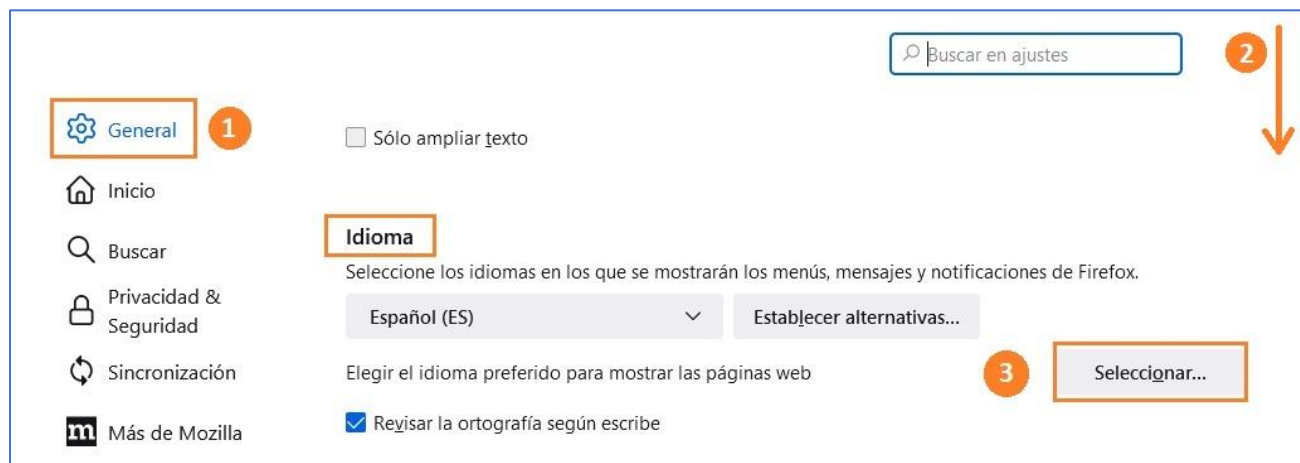 Buscar en ajustes
2
General
1
Sólo ampliar texto
Inicio
Idioma
Buscar
Seleccione los idiomas en los que se mostrarán los menús, mensajes y notificaciones de Firefox.
Privacidad &
Seguridad
Español (ES)
Establecer alternativas...
Sincronización
Elegir el idioma preferido para mostrar las páginas web
3
Seleccionar...
Revisar la ortografía según escribe
m
Más de Mozilla